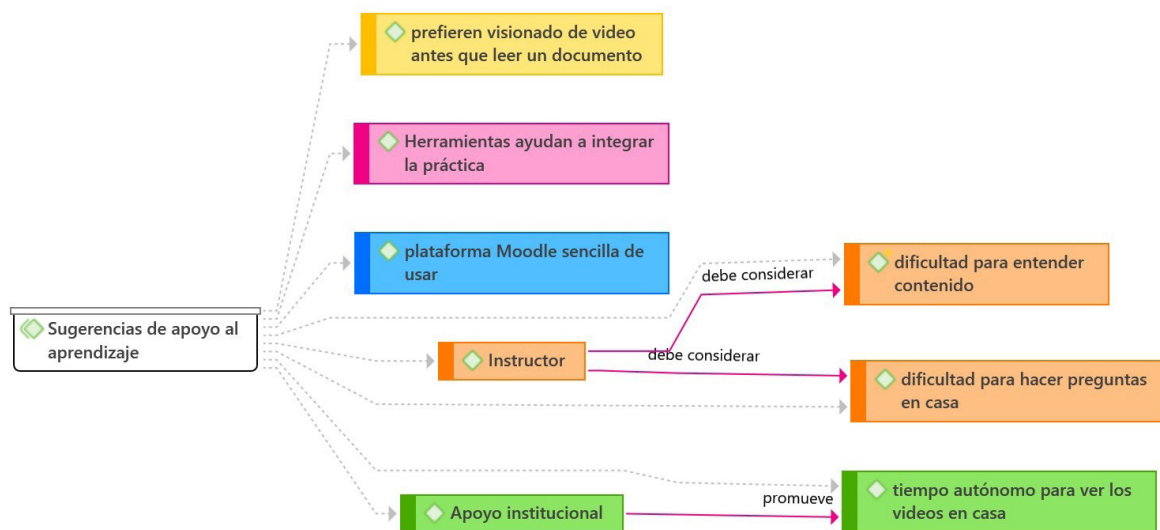 prefieren visionado de video
antes que leer un documento
Herramientas ayudan a integrar
la práctica
plataforma Moodle sencilla de
usar
debe considerar
dificultad para entender
contenido
Sugerencias de apoyo al
aprendizaje
Instructor
debe considerar
dificultad para hacer preguntas
en casa
Apoyo institucional
promueve
tiempo autónomo para ver los
videos en casa